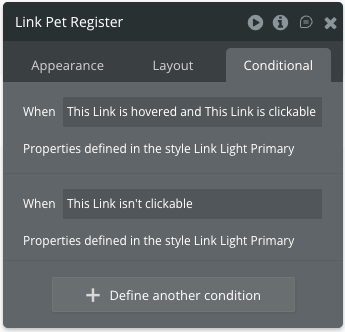 Link Pet Register
Appearance Layout Conditional
When This Link is hovered and This Link is clickable
Properties defined in the style Link Light Primary
When This Link isn't clickable
Properties defined in the style Link Light Primary
Define another condition